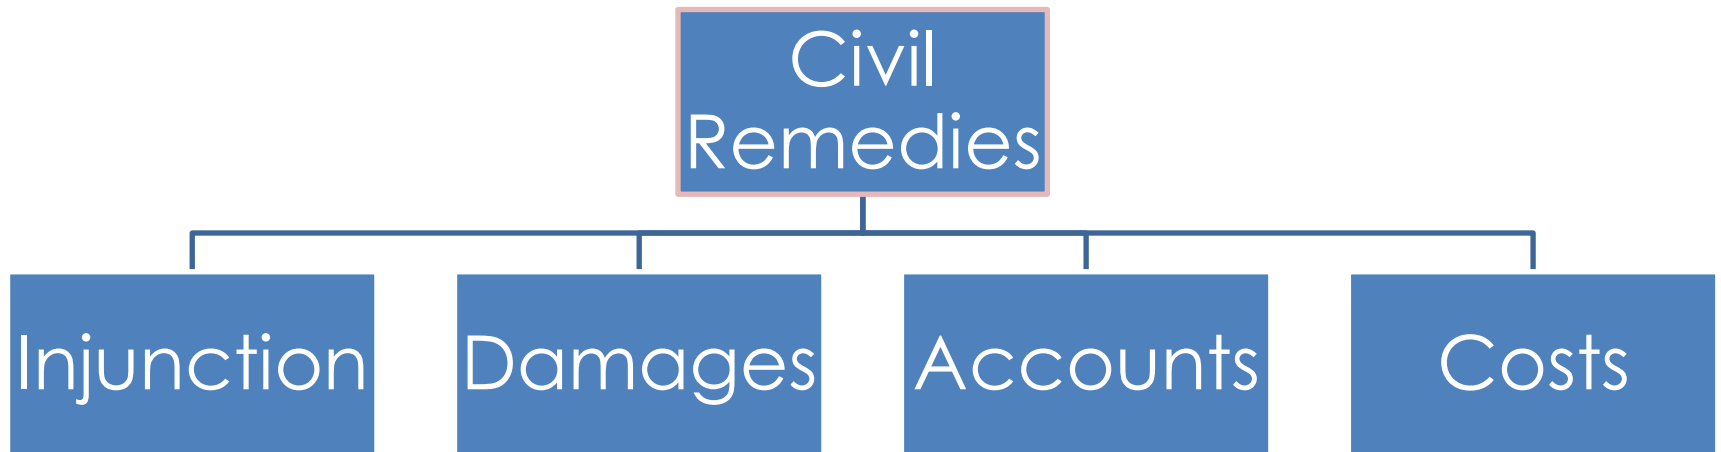 Civil
Remedies
Injunction
Damages
Accounts
Costs